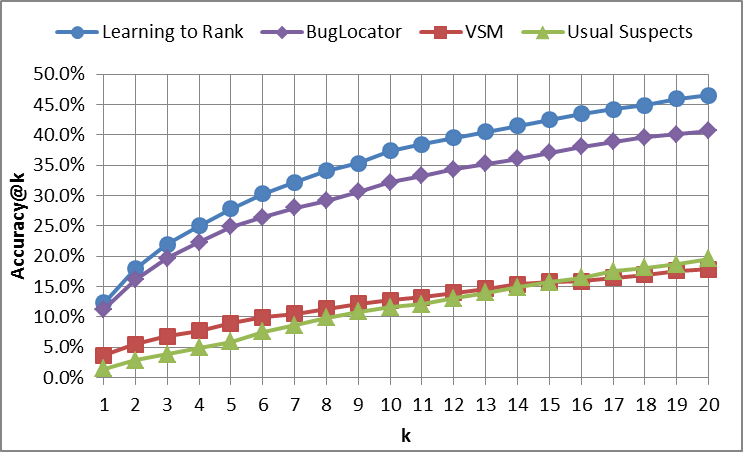 Learning to Rank BugLocator VSM Usual Suspects
50.0%
45.0%
40.0%
35.0%
30.0%
25.0%
20.0%
15.0%
10.0%
5.0%
0.0%
Accuracy@k
1 2 3 4 5 6 7 8 9 10 11 12 13 14 15 16 17 18 19 20
k